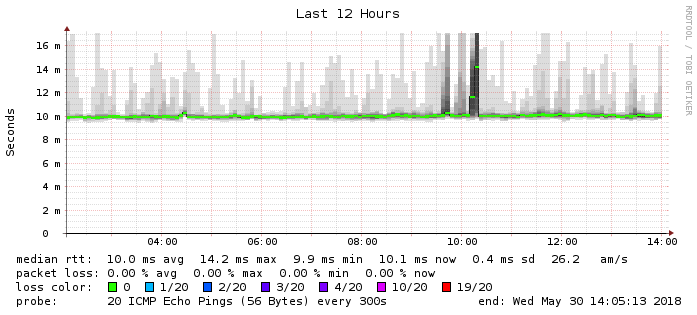 Last 12 Hours
RRDTOOL / TOBI OETIKER
Seconds
16 m
14 m
12 m
10 m
8 m
6 m
4 m
2 m
0
04:00 06:00 08:00 10:00 12:00 14:00
median rtt: 10.0 ms avg 14.2 ms max 9.9 ms min 10.1 ms now 0.4 ms sd 26.2 am/s
packet loss: 0.00 % avg 0.00 % max 0.00 % min 0.00 % now
loss color: 0 1/20 2/20 3/20 4/20 10/20 19/20
probe: 20 ICMP Echo Pings (56 Bytes) every 300s end: Wed May 30 14:05:13 2018